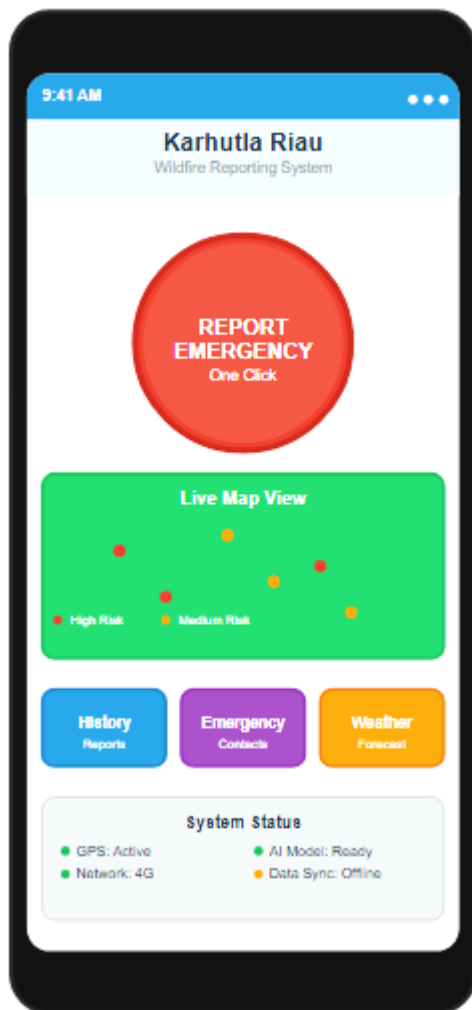 9:41 AM
Karhutla Riau
Wildfire Reporting System
REPORT
EMERGENCY
One Click
Live Map View
High Risk
Medium Risk
History
Reports
Emergency
Contacts
Weather
Forecast
System Status
GPS: Active
AI Model: Ready
Network: 4G
Data Sync: Offline